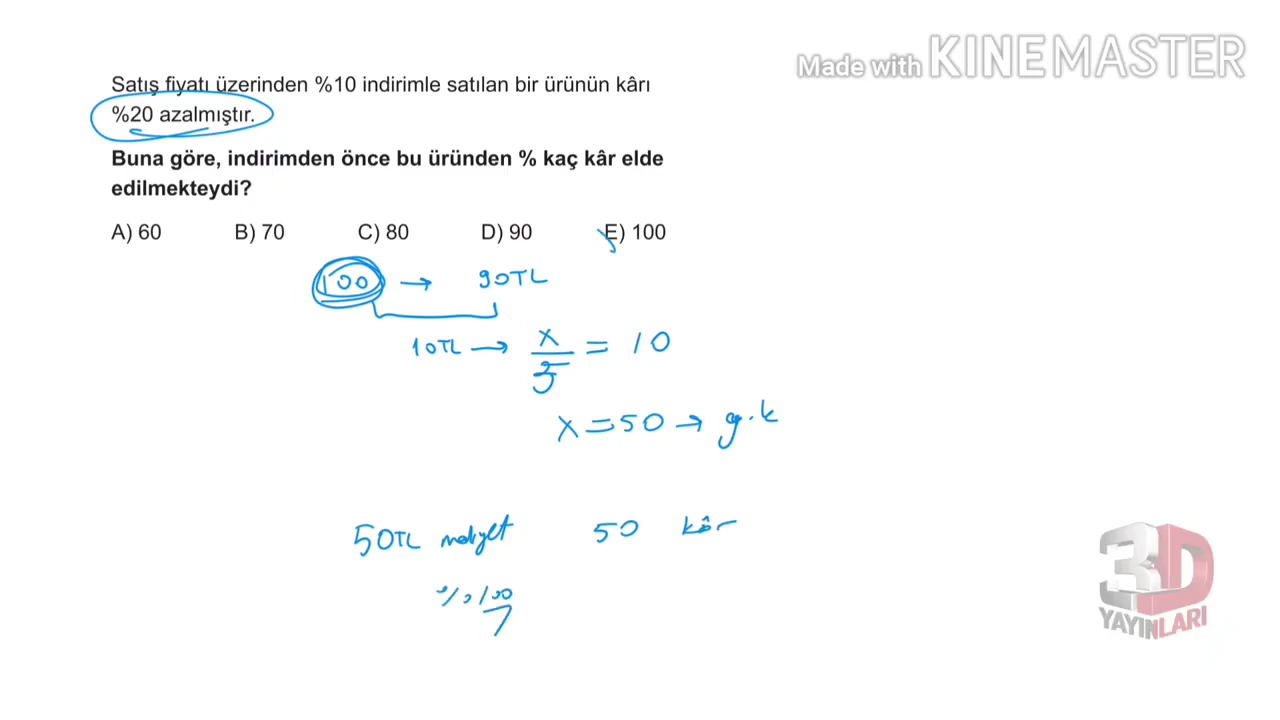 Made with KINEMASTER
Satış fiyatı üzerinden %10 indirimle satılan bir ürünün kârı
%20 azalmıştır.
Buna göre, indirimden önce bu üründen % kaç kâr elde
edilmekteydi?
A) 60 B) 70 C) 80 D) 90 E) 100
100 → 90TL
10TL → x/5 = 10
x = 50 → g.k
50TL maliyet 50 kâr
%100
3D
YAYINLARI